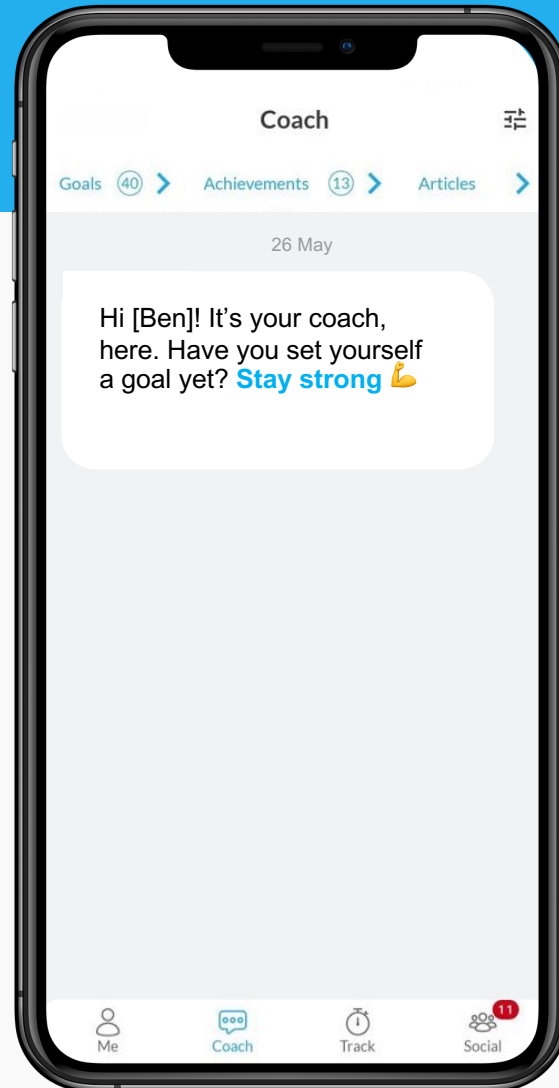 Coach
Goals 40 Achievements 13 Articles
26 May
Hi [Ben]! It’s your coach,
here. Have you set yourself
a goal yet? Stay strong 💪
11
Me Coach Track Social